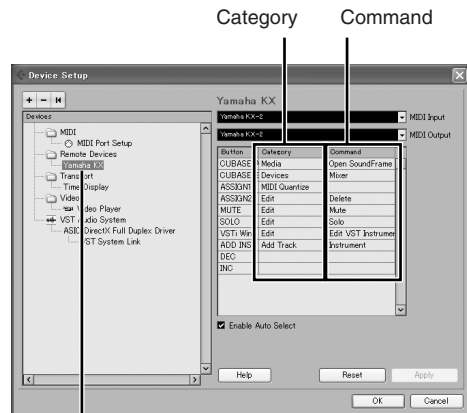 Category Command
Device Setup
Yamaha KX
Devices
Yamaha KX-2 MIDI Input
Yamaha KX-2 MIDI Output
MIDI
MIDI Port Setup
Remote Devices
Yamaha KX
Time Display
Video
Video Player
VST Audio System
ASIO DirectX Full Duplex Driver
VST System Link
Button Category Command
CUBASE Media Open SoundFrame
CUBASE Devices Mixer
ASSIGN1 MIDI Quantize
ASSIGN2 Edit Delete
MUTE Edit Mute
SOLO Edit Solo
VSTi Win Edit Edit VST Instrumen
ADD INS Add Track Instrument
DEC
INC
Enable Auto Select
Help Reset Apply
OK Cancel